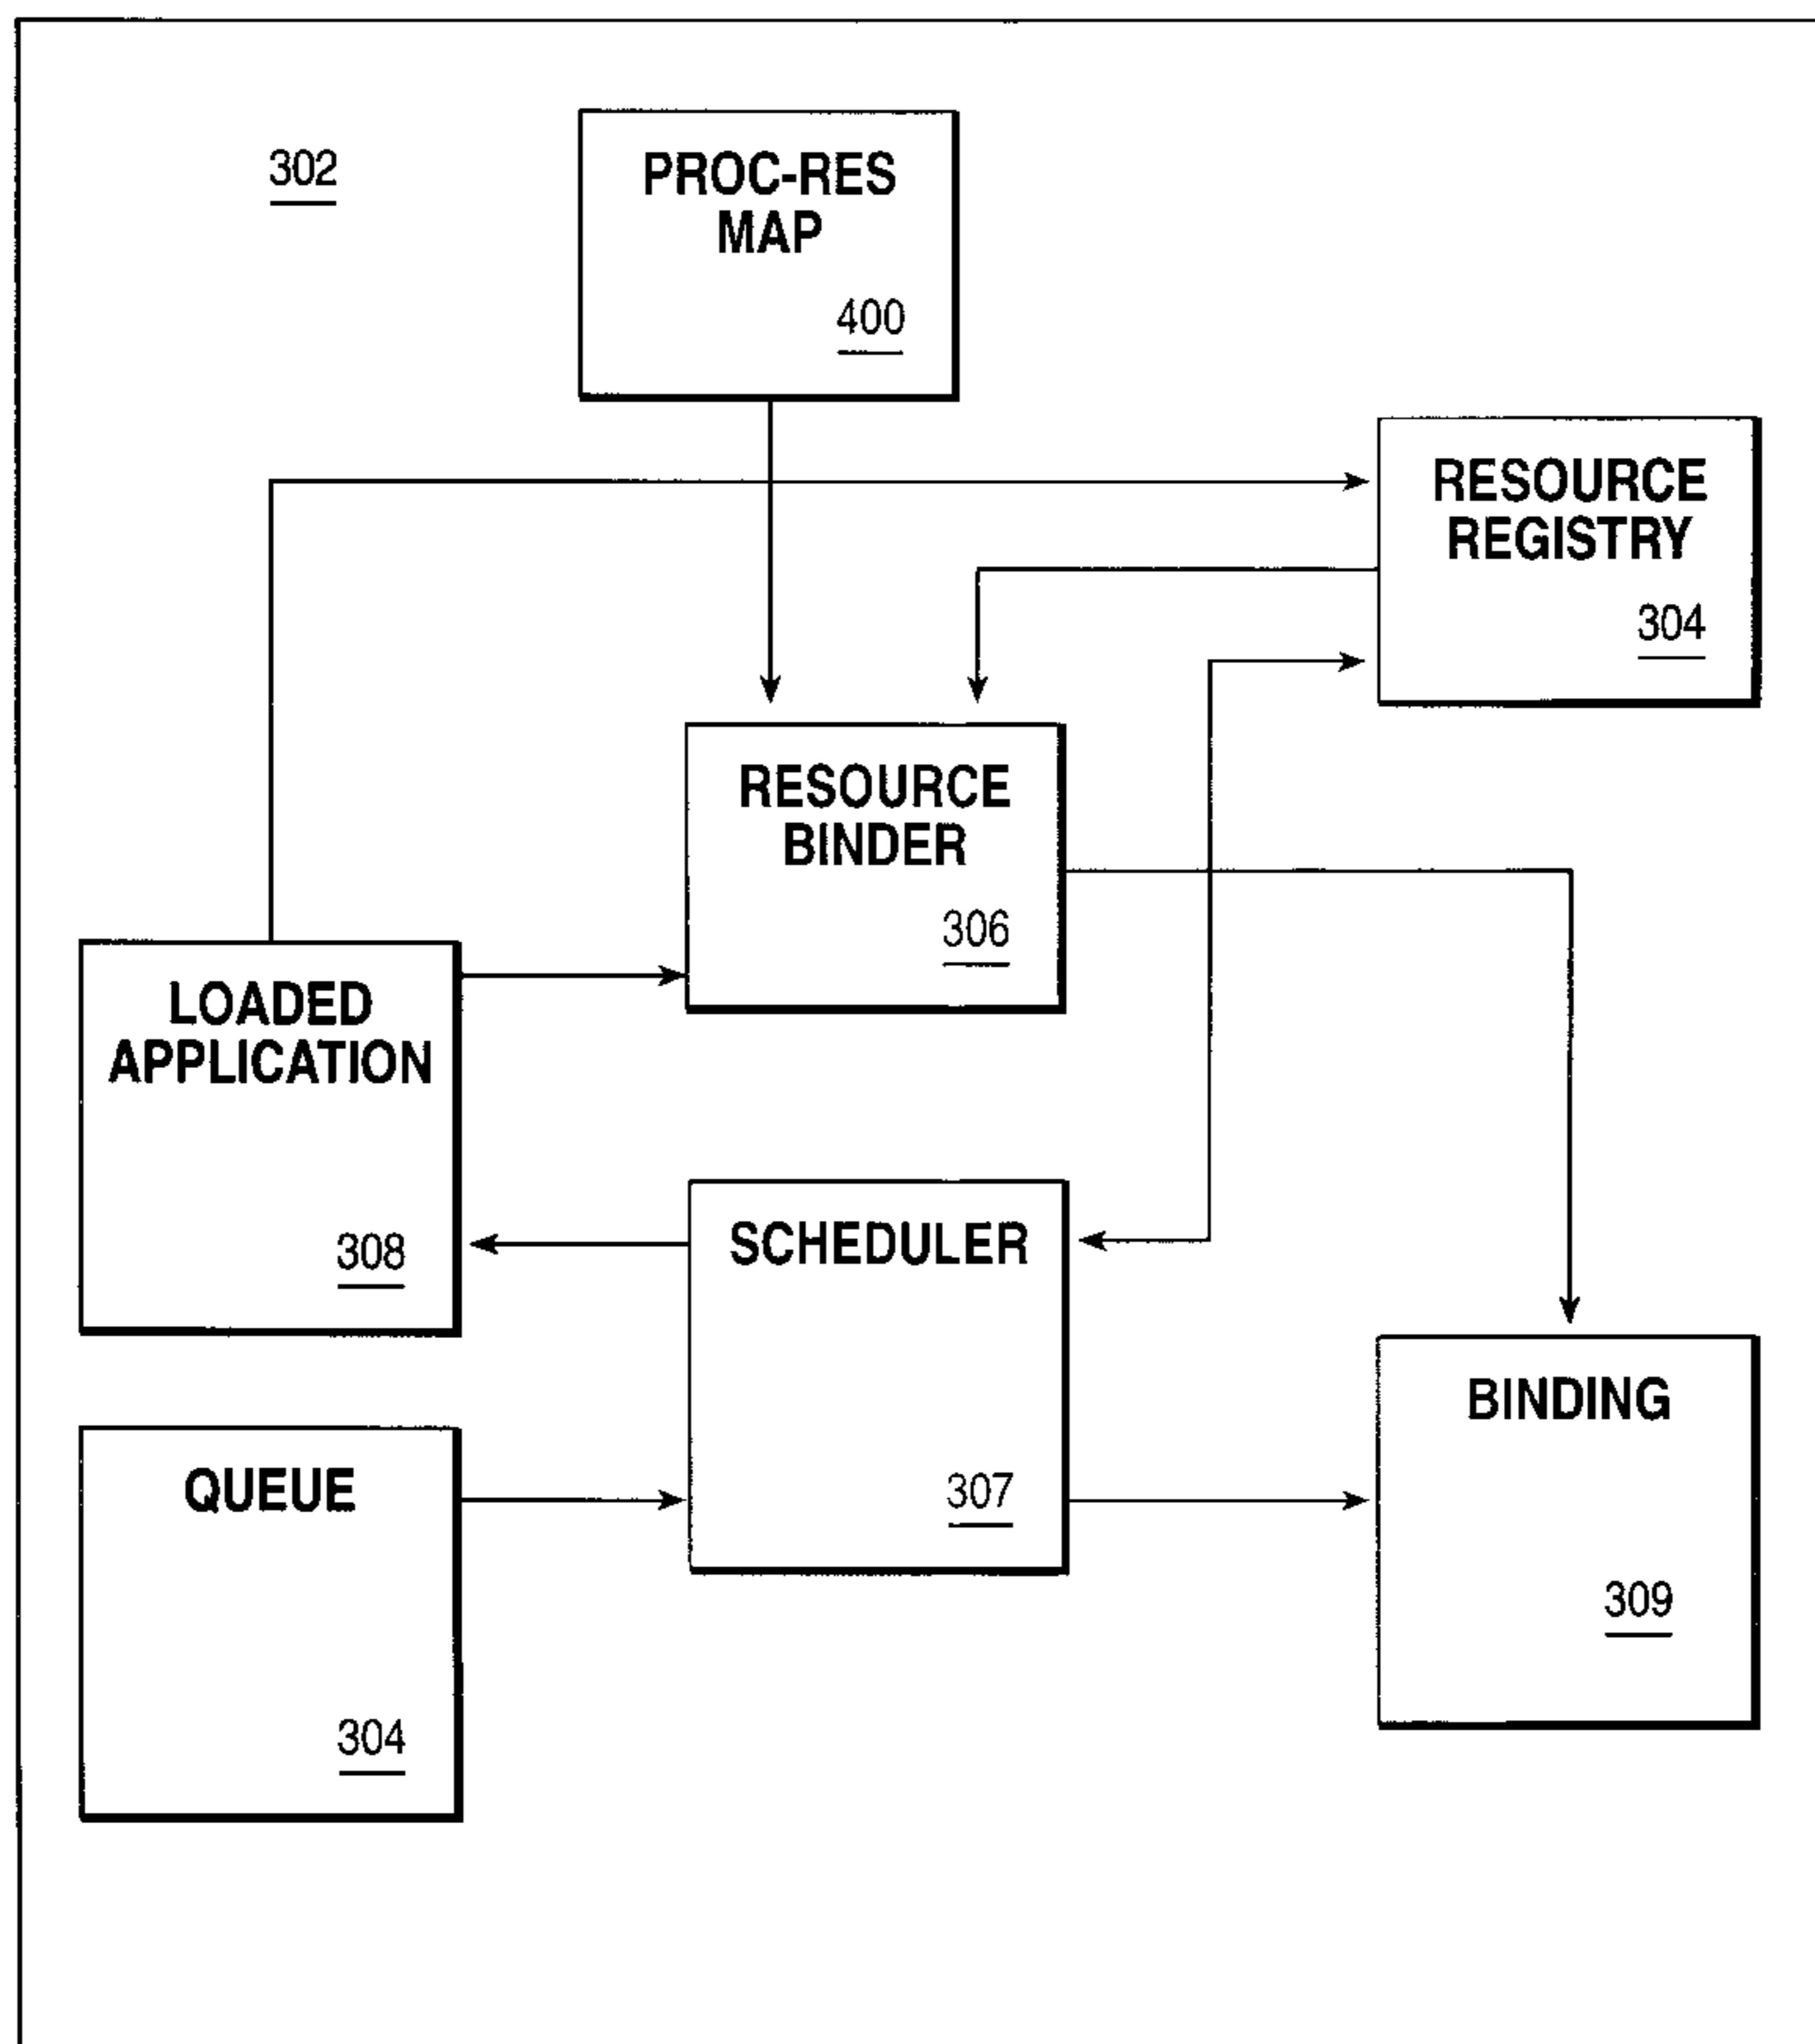 302
PROC-RES
MAP
400
RESOURCE
REGISTRY
304
RESOURCE
BINDER
306
LOADED
APPLICATION
308
SCHEDULER
307
BINDING
309
QUEUE
304